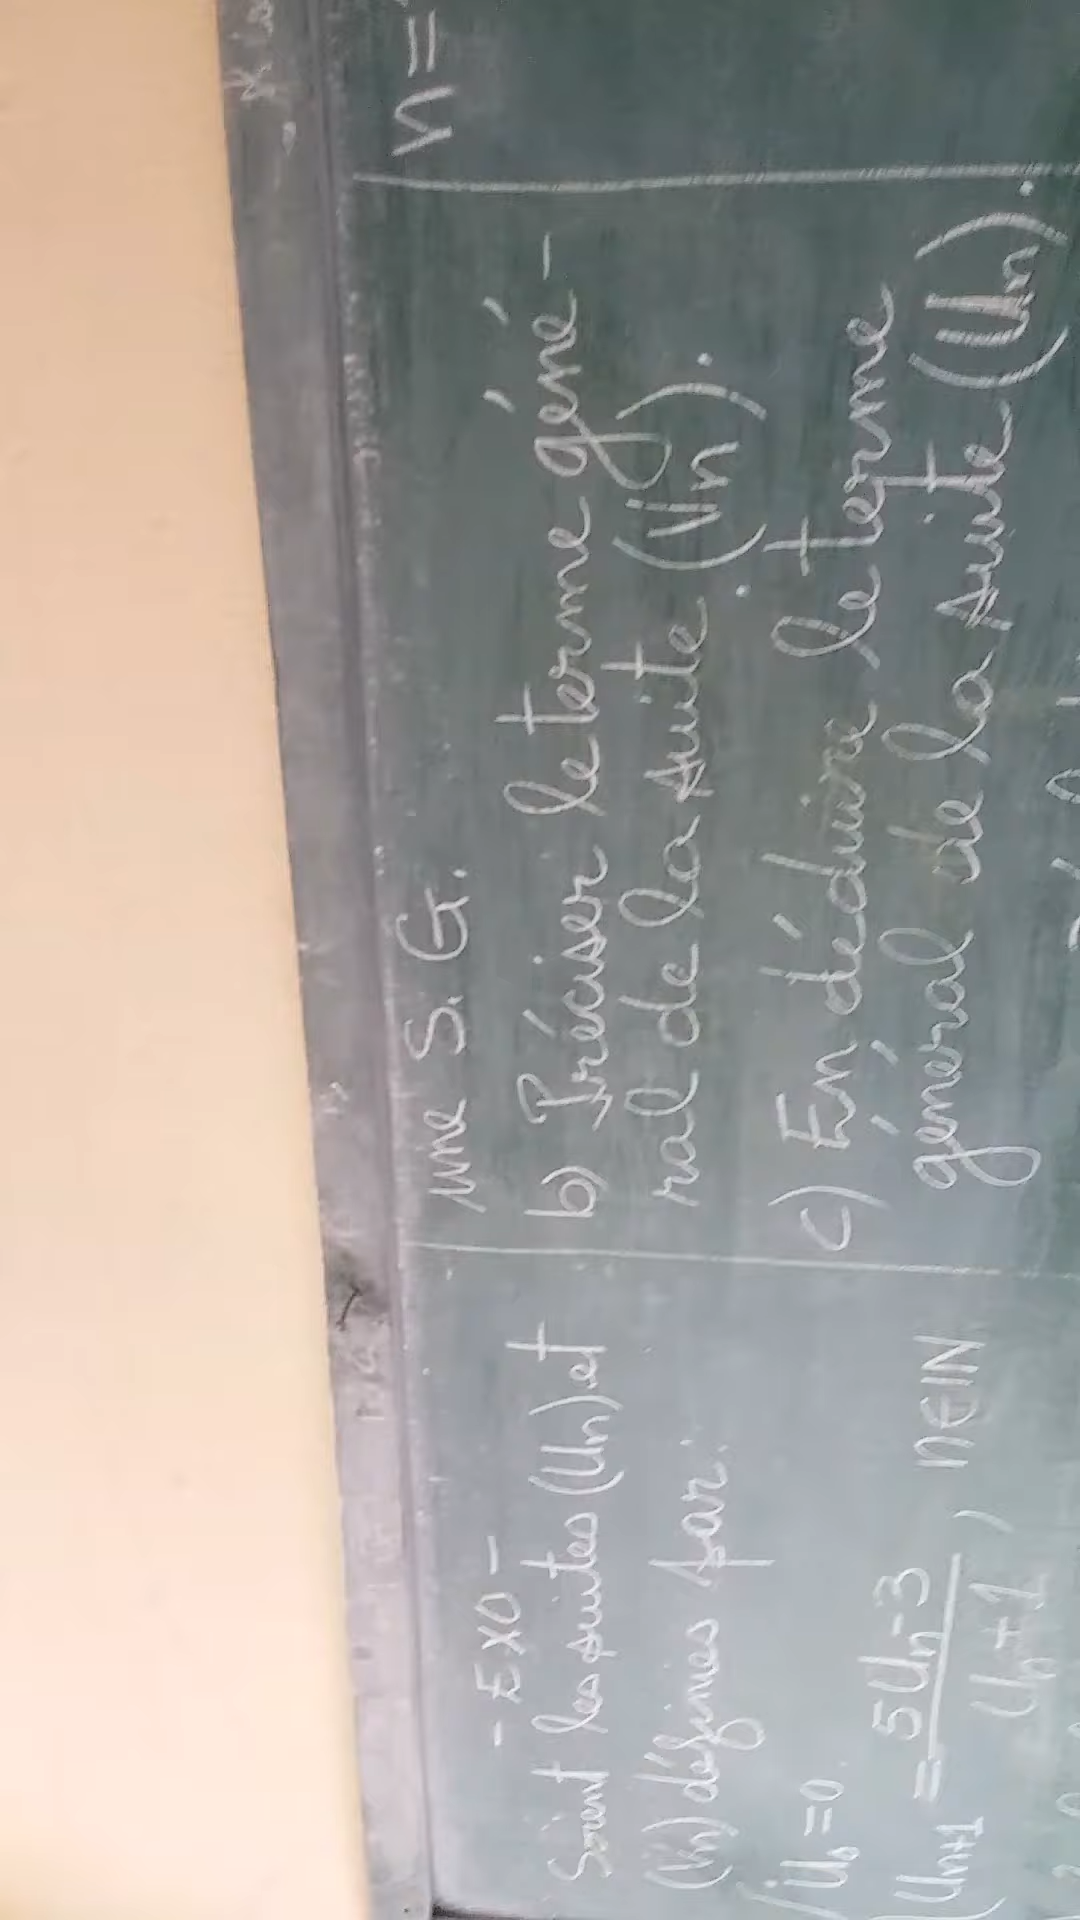 - EXO -
Soient les suites (Un) et
(Vn) définies par:
U₀ = 0
Un+1 = 5Un-3 / Un+1 , n∈IN
une S.G.
b) Préciser le terme géné-
ral de la suite (Vn).
c) En déduire le terme
général de la suite (Un).
n=